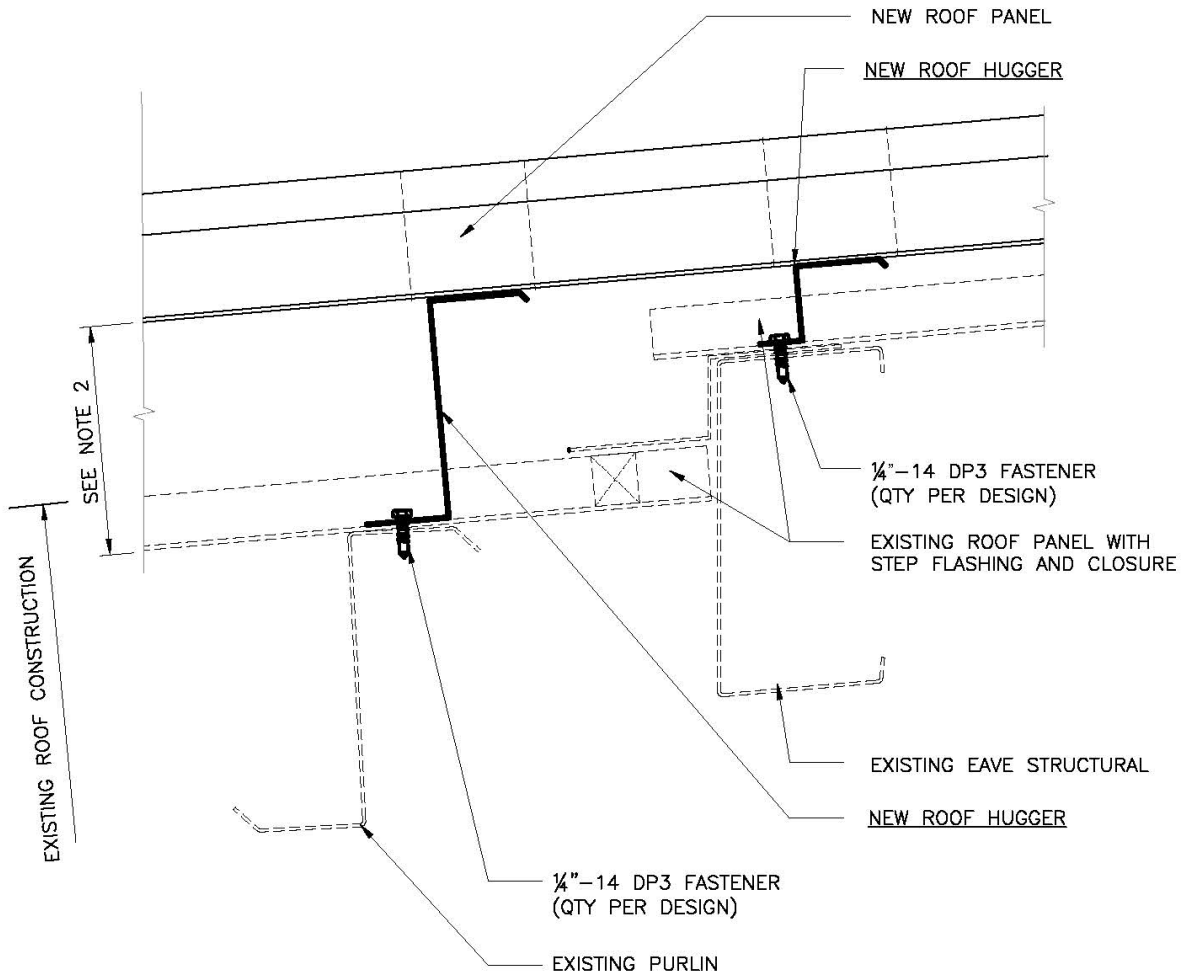 NEW ROOF PANEL
NEW ROOF HUGGER
SEE NOTE 2
EXISTING ROOF CONSTRUCTION
¼"-14 DP3 FASTENER
(QTY PER DESIGN)
EXISTING ROOF PANEL WITH
STEP FLASHING AND CLOSURE
EXISTING EAVE STRUCTURAL
NEW ROOF HUGGER
¼"-14 DP3 FASTENER
(QTY PER DESIGN)
EXISTING PURLIN